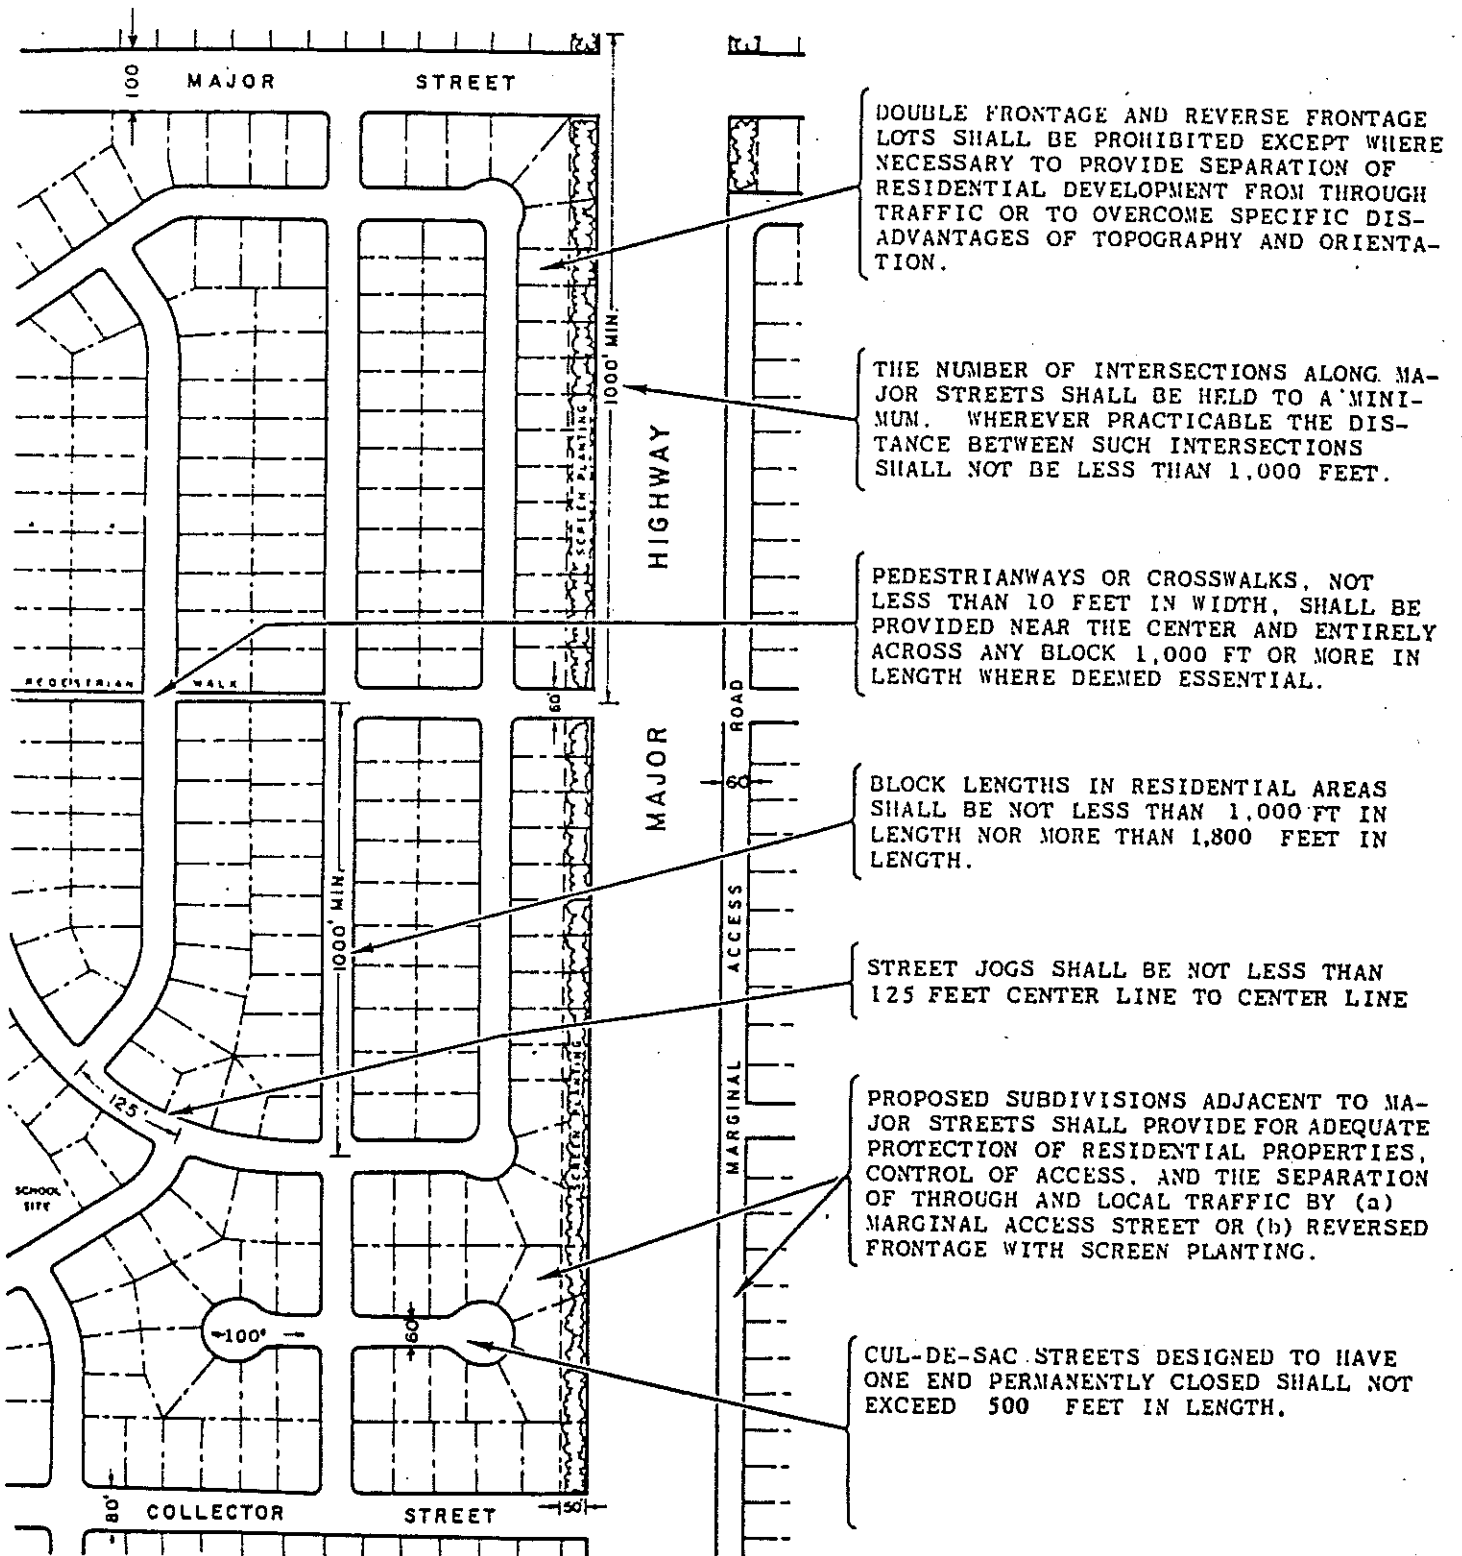 100
MAJOR STREET
DOUBLE FRONTAGE AND REVERSE FRONTAGE
LOTS SHALL BE PROHIBITED EXCEPT WHERE
NECESSARY TO PROVIDE SEPARATION OF
RESIDENTIAL DEVELOPMENT FROM THROUGH
TRAFFIC OR TO OVERCOME SPECIFIC DIS-
ADVANTAGES OF TOPOGRAPHY AND ORIENTA-
TION.
1000' MIN.
SCREEN PLANTING
MAJOR HIGHWAY
THE NUMBER OF INTERSECTIONS ALONG MA-
JOR STREETS SHALL BE HELD TO A MINI-
MUM. WHEREVER PRACTICABLE THE DIS-
TANCE BETWEEN SUCH INTERSECTIONS
SHALL NOT BE LESS THAN 1,000 FEET.
PEDESTRIANWAYS OR CROSSWALKS, NOT
LESS THAN 10 FEET IN WIDTH, SHALL BE
PROVIDED NEAR THE CENTER AND ENTIRELY
ACROSS ANY BLOCK 1,000 FT OR MORE IN
LENGTH WHERE DEEMED ESSENTIAL.
PEDESTRIAN WALK
60'
MARGINAL ACCESS ROAD
60
BLOCK LENGTHS IN RESIDENTIAL AREAS
SHALL BE NOT LESS THAN 1,000 FT IN
LENGTH NOR MORE THAN 1,800 FEET IN
LENGTH.
1000' MIN.
STREET JOGS SHALL BE NOT LESS THAN
125 FEET CENTER LINE TO CENTER LINE
125'
SCREEN PLANTING
PROPOSED SUBDIVISIONS ADJACENT TO MA-
JOR STREETS SHALL PROVIDE FOR ADEQUATE
PROTECTION OF RESIDENTIAL PROPERTIES,
CONTROL OF ACCESS, AND THE SEPARATION
OF THROUGH AND LOCAL TRAFFIC BY (a)
MARGINAL ACCESS STREET OR (b) REVERSED
FRONTAGE WITH SCREEN PLANTING.
SCHOOL
SITE
100'
60'
CUL-DE-SAC STREETS DESIGNED TO HAVE
ONE END PERMANENTLY CLOSED SHALL NOT
EXCEED 500 FEET IN LENGTH.
80'
COLLECTOR STREET
50'